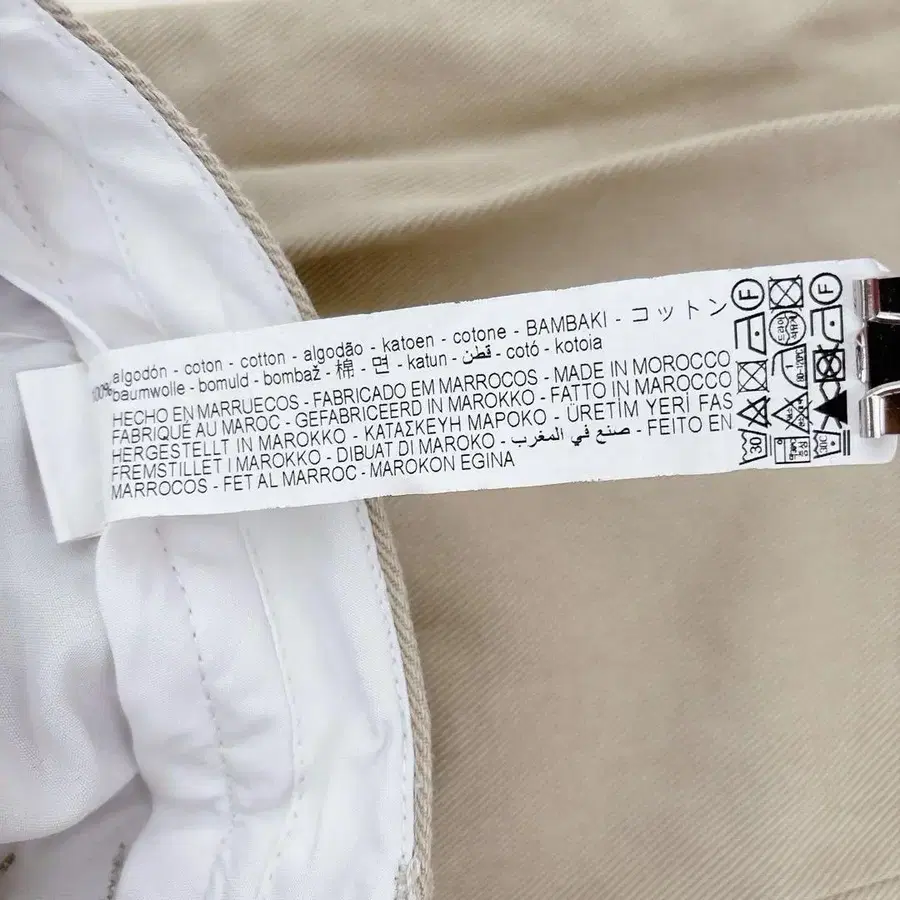 100%
algodón - coton - cotton - algodão - katoen - cotone - BAMBAKI - コットン
baumwolle - bomuld - bombaž - 棉 - 면 - katun - قطن - cotó - kotoia
HECHO EN MARRUECOS - FABRICADO EM MARROCOS - MADE IN MOROCCO
FABRIQUÉ AU MAROC - GEFABRICEERD IN MAROKKO - FATTO IN MAROCCO
HERGESTELLT IN MAROKKO - ΚΑΤΑΣΚΕΥΗ ΜΑΡΟΚΟ - ÜRETİM YERİ FAS
FREMSTILLET I MAROKKO - DIBUAT DI MAROKO - صنع في المغرب - FEITO EN
MARROCOS - FET AL MARROC - MAROKON EGINA
F
F
30